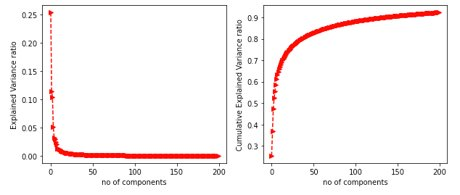 Explained Variance ratio
0.25
0.20
0.15
0.10
0.05
0.00
0 50 100 150 200
no of components
Cumulative Explained Variance ratio
0.9
0.8
0.7
0.6
0.5
0.4
0.3
0 50 100 150 200
no of components